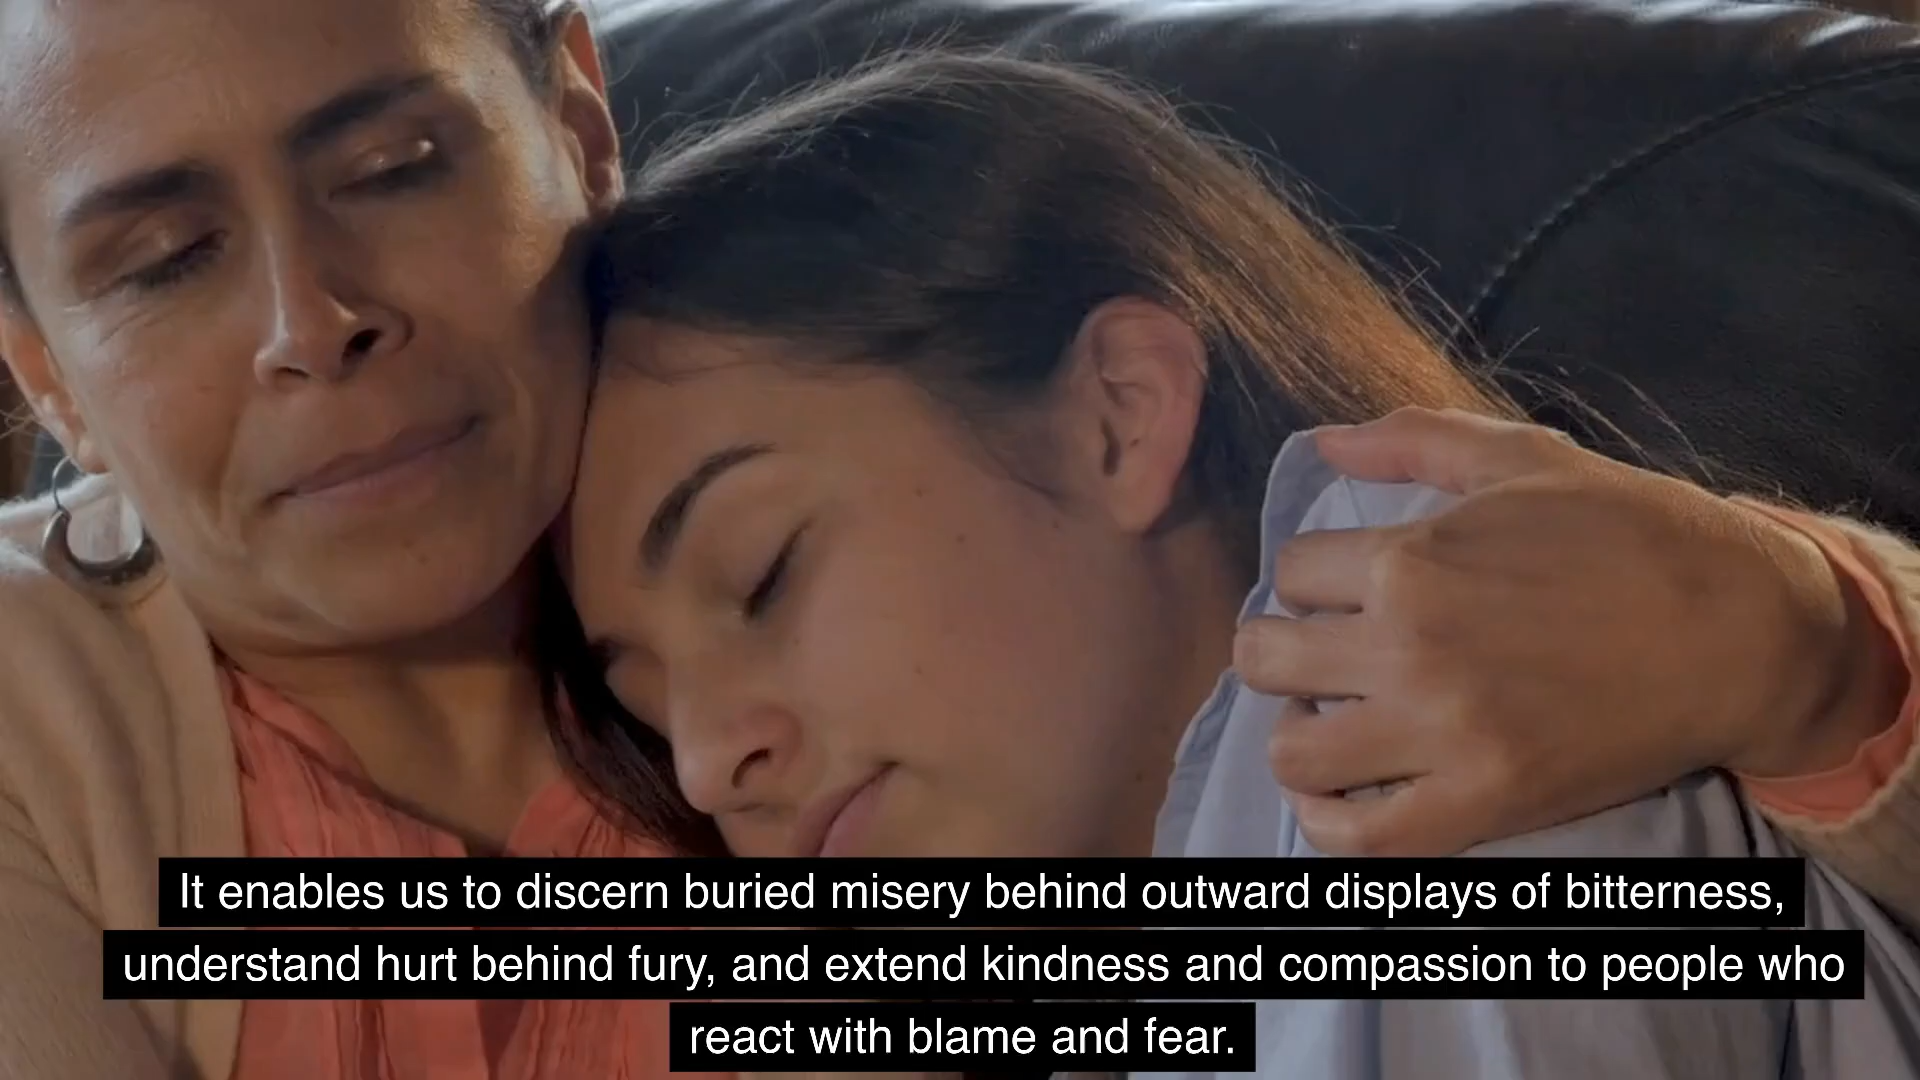 It enables us to discern buried misery behind outward displays of bitterness,
understand hurt behind fury, and extend kindness and compassion to people who
react with blame and fear.